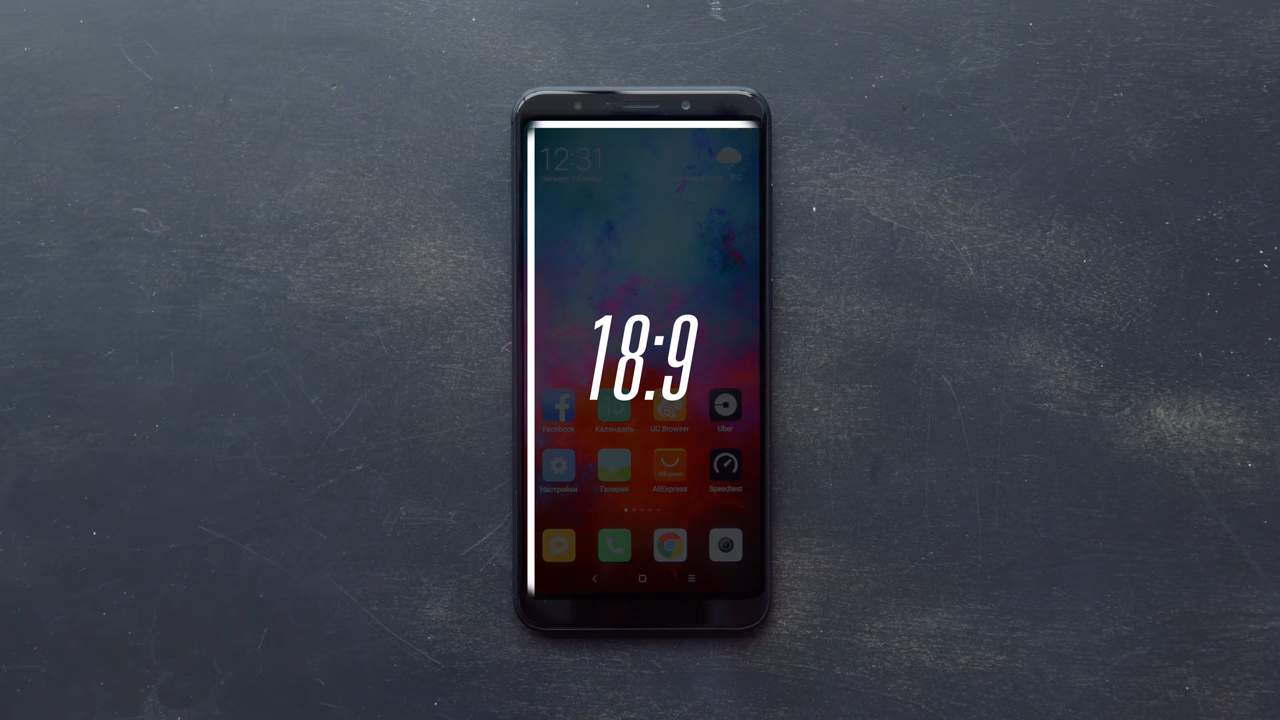 12:31
18:9
Facebook
Календарь
UC Browser
Uber
Настройки
Галерея
AliExpress
Speedtest